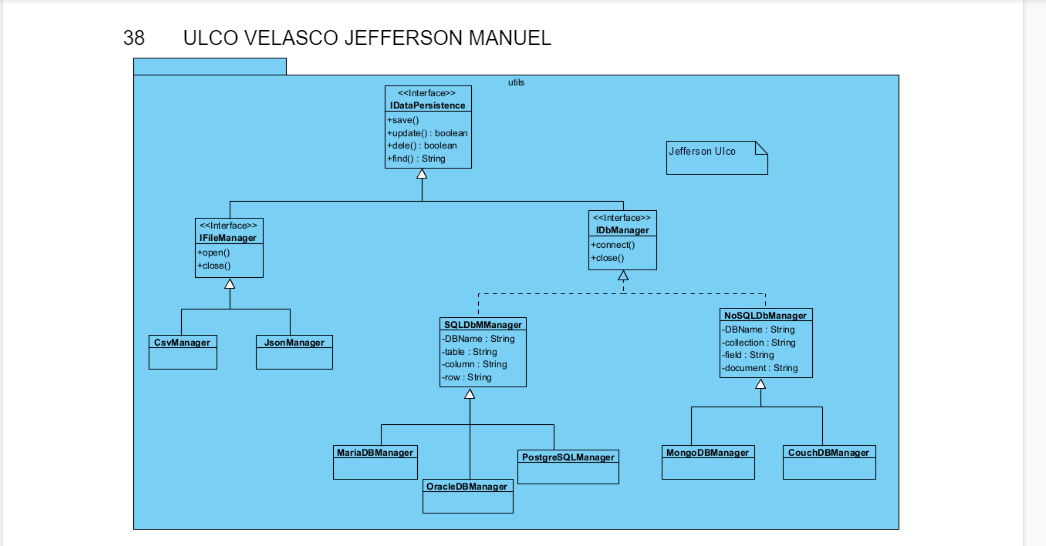 38 ULCO VELASCO JEFFERSON MANUEL
utils
<<Interface>>
IDataPersistence
+save()
+update() : boolean
+dele() : boolean
+find() : String
Jefferson Ulco
<<Interface>>
IFileManager
+open()
+close()
<<Interface>>
IDbManager
+connect()
+close()
CsvManager
JsonManager
SQLDbMManager
-DBName : String
-table : String
-column : String
-row : String
NoSQLDbManager
-DBName : String
-collection : String
-field : String
-document : String
MariaDBManager
OracleDBManager
PostgreSQLManager
MongoDBManager
CouchDBManager